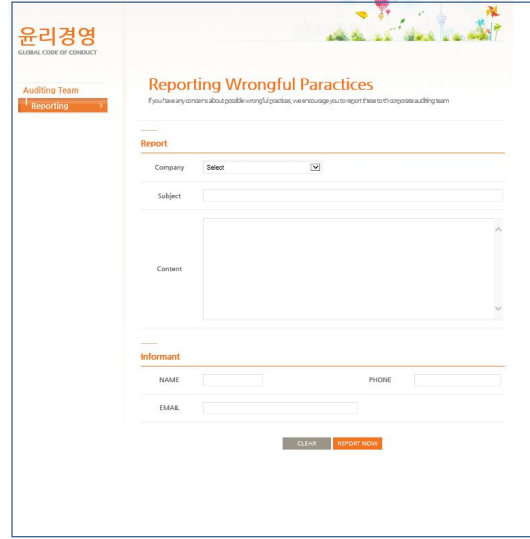 윤리경영
GLOBAL CODE OF CONDUCT
Auditing Team
Reporting
Reporting Wrongful Paractices
If you have any concerns about possible wrongful practices, we encourage you to report these to th corporate auditing team
Report
Company Select
Subject
Content
Informant
NAME PHONE
EMAIL
CLEAR REPORT NOW